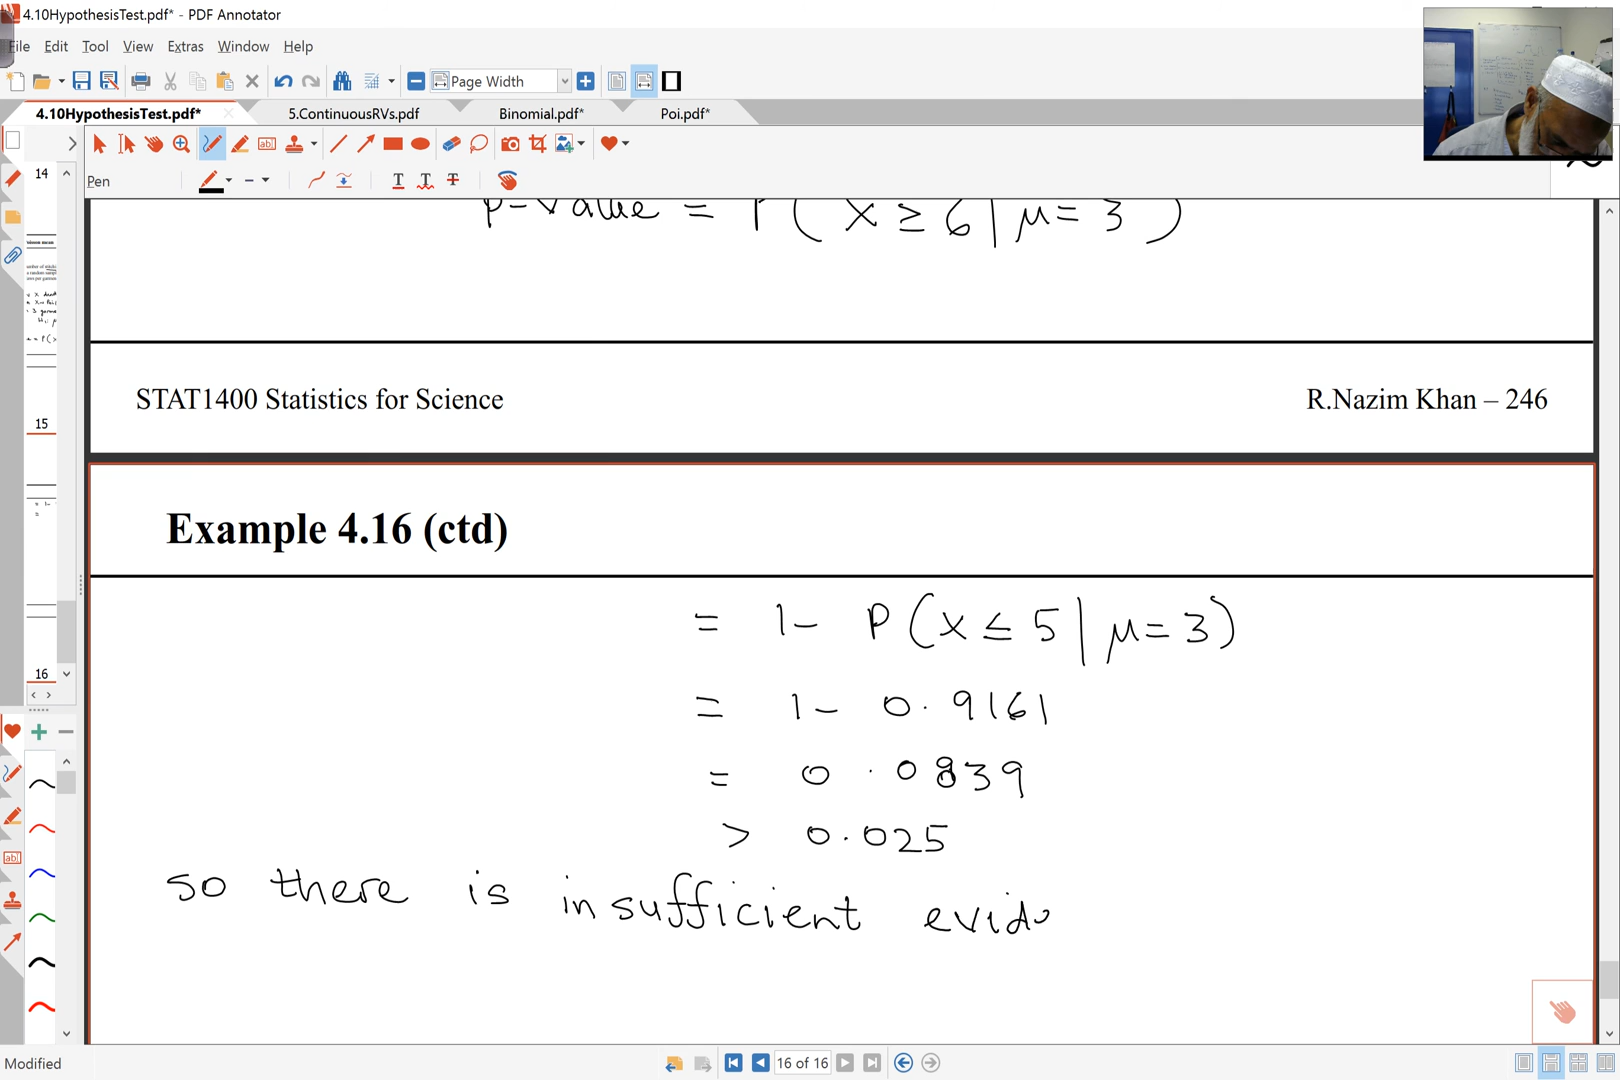 4.10HypothesisTest.pdf* - PDF Annotator
File Edit Tool View Extras Window Help
Page Width
4.10HypothesisTest.pdf* 5.ContinuousRVs.pdf Binomial.pdf* Poi.pdf*
Pen
14
15
16
p-value = P( X ≥ 6 | μ = 3 )
STAT1400 Statistics for Science R.Nazim Khan – 246
Example 4.16 (ctd)
= 1 - P(X ≤ 5 | μ = 3)
= 1 - 0.9161
= 0.0839
> 0.025
so there is insufficient evide
Modified 16 of 16